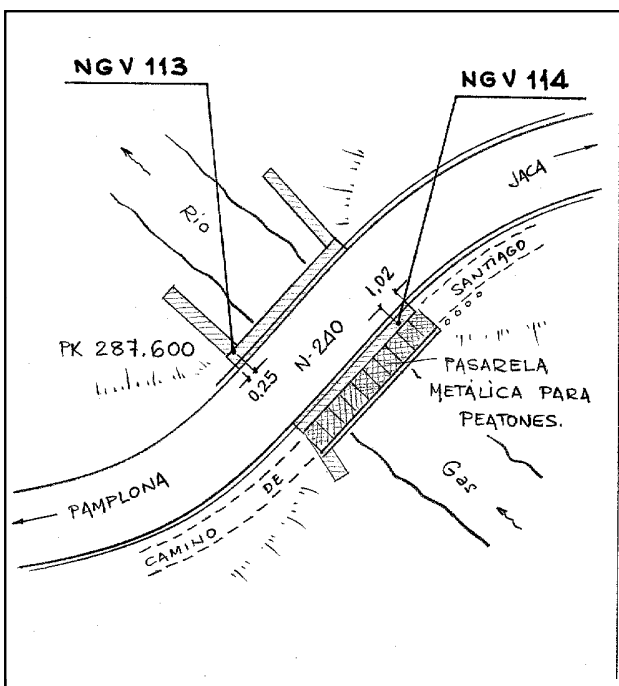 NGV 113
NGV 114
Río
JACA
SANTIAGO
1,02
PK 287.600
0,25
N-240
PASARELA
METÁLICA PARA
PEATONES.
PAMPLONA
DE
CAMINO
Gas